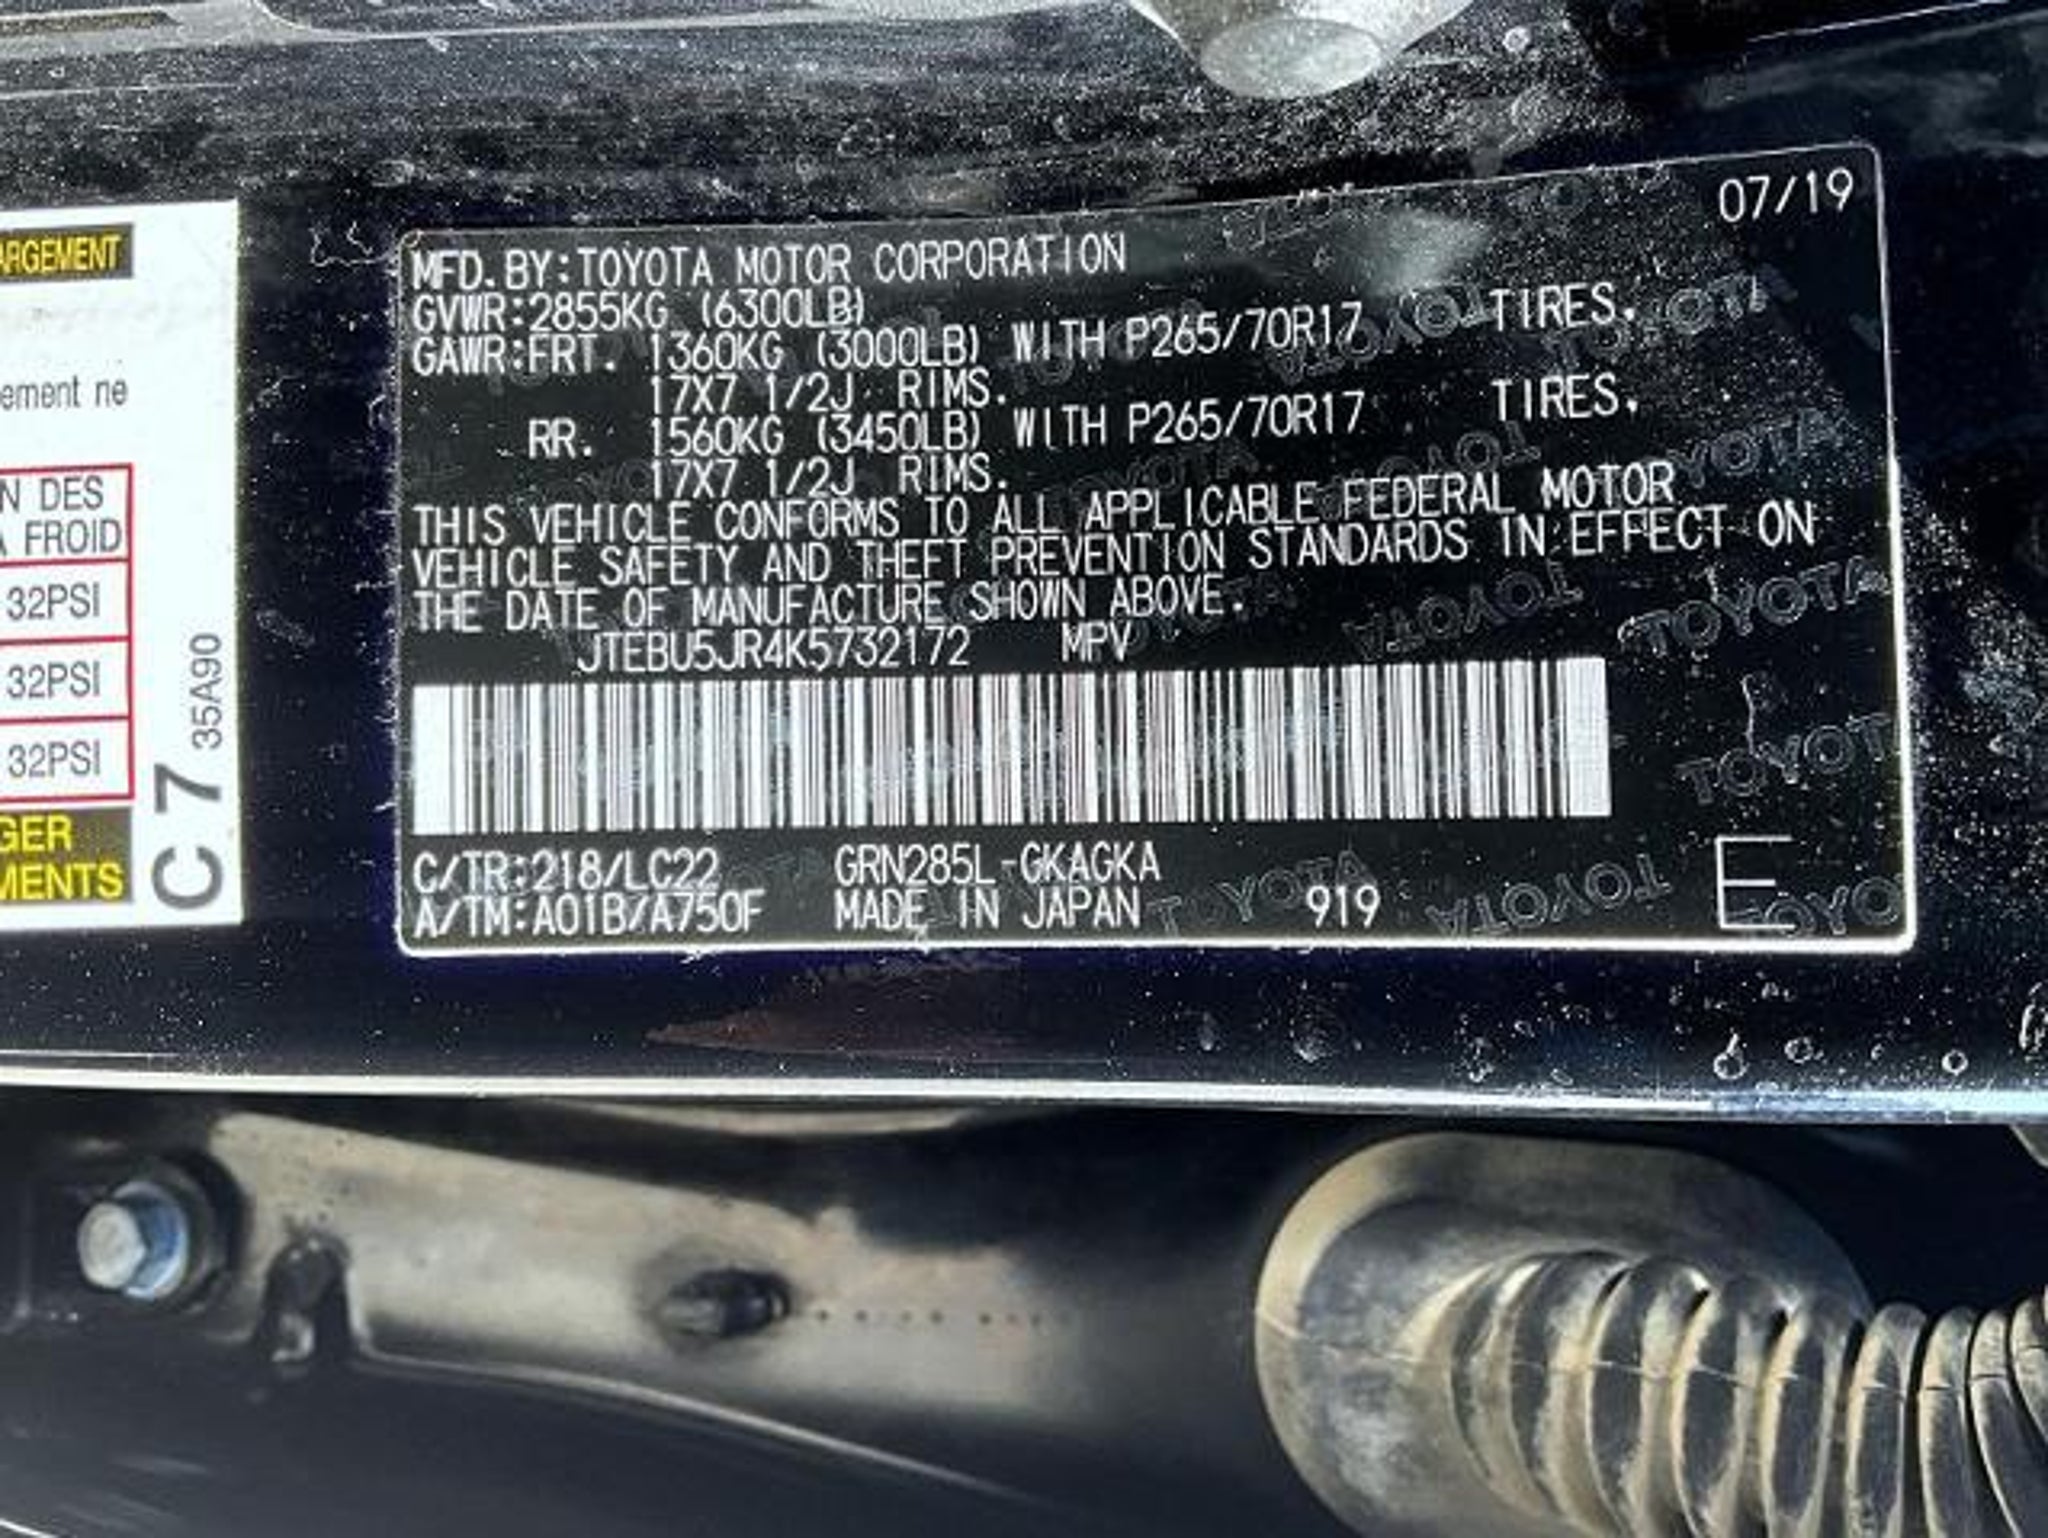 ARGEMENT
ement ne
N DES
A FROID
32PSI
32PSI
32PSI
GER
MENTS
C7 35A90
07/19
MFD.BY:TOYOTA MOTOR CORPORATION
GVWR:2855KG (6300LB)
GAWR:FRT. 1360KG (3000LB) WITH P265/70R17 TIRES.
17X7 1/2J RIMS.
RR. 1560KG (3450LB) WITH P265/70R17 TIRES.
17X7 1/2J RIMS.
THIS VEHICLE CONFORMS TO ALL APPLICABLE FEDERAL MOTOR
VEHICLE SAFETY AND THEFT PREVENTION STANDARDS IN EFFECT ON
THE DATE OF MANUFACTURE SHOWN ABOVE.
JTEBU5JR4K5732172 MPV
C/TR:218/LC22 GRN285L-GKAGKA
A/TM:A01B/A750F MADE IN JAPAN 919 E